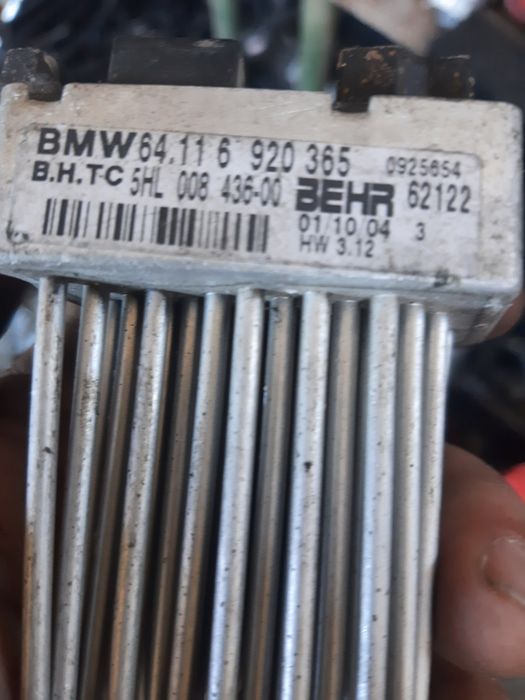 BMW 64.11 6 920 365 0925654
B.H.TC 5HL 008 436-00 BEHR 62122
01/10/04 3
HW 3.12